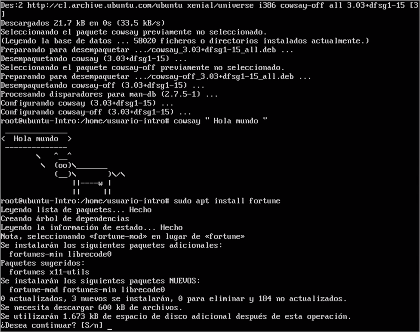 Des:2 http://cl.archive.ubuntu.com/ubuntu xenial/universe i386 cowsay-off all 3.03+dfsg1-15 [3
]
Descargados 21,7 kB en 0s (33,5 kB/s)
Seleccionando el paquete cowsay previamente no seleccionado.
(Leyendo la base de datos ... 58020 ficheros o directorios instalados actualmente.)
Preparando para desempaquetar .../cowsay_3.03+dfsg1-15_all.deb ...
Desempaquetando cowsay (3.03+dfsg1-15) ...
Seleccionando el paquete cowsay-off previamente no seleccionado.
Preparando para desempaquetar .../cowsay-off_3.03+dfsg1-15_all.deb ...
Desempaquetando cowsay-off (3.03+dfsg1-15) ...
Procesando disparadores para man-db (2.7.5-1) ...
Configurando cowsay (3.03+dfsg1-15) ...
Configurando cowsay-off (3.03+dfsg1-15) ...
root@ubuntu-Intro:/home/usuario-intro# cowsay " Hola mundo "
 ______________
<  Hola mundo  >
 --------------
        \   ^__^
         \  (oo)\_______
            (__)\       )\/\
                ||----w |
                ||     ||
root@ubuntu-Intro:/home/usuario-intro# sudo apt install fortune
Leyendo lista de paquetes... Hecho
Creando árbol de dependencias
Leyendo la información de estado... Hecho
Nota, seleccionando «fortune-mod» en lugar de «fortune»
Se instalarán los siguientes paquetes adicionales:
  fortunes-min librecode0
Paquetes sugeridos:
  fortunes x11-utils
Se instalarán los siguientes paquetes NUEVOS:
  fortune-mod fortunes-min librecode0
0 actualizados, 3 nuevos se instalarán, 0 para eliminar y 104 no actualizados.
Se necesita descargar 600 kB de archivos.
Se utilizarán 1.673 kB de espacio de disco adicional después de esta operación.
¿Desea continuar? [S/n] _